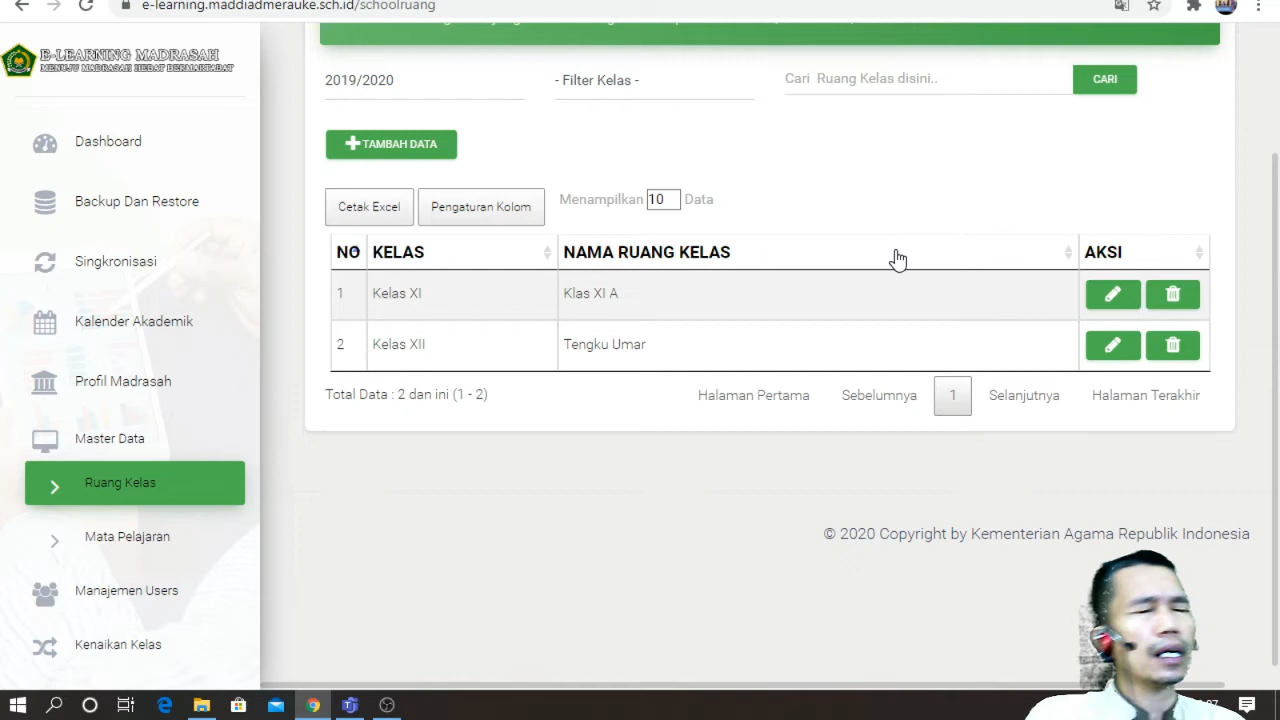 e-learning.maddiadmerauke.sch.id/schoolruang
E-LEARNING MADRASAH
MENUJU MADRASAH HEBAT BERMARTABAT
2019/2020
- Filter Kelas -
Cari Ruang Kelas disini..
CARI
Dashboard
TAMBAH DATA
Backup Dan Restore
Cetak Excel
Pengaturan Kolom
Menampilkan 10 Data
NO KELAS NAMA RUANG KELAS AKSI
Singkronisasi
1 Kelas XI Klas XI A
Kalender Akademik
2 Kelas XII Tengku Umar
Profil Madrasah
Total Data : 2 dan ini (1 - 2)
Halaman Pertama Sebelumnya 1 Selanjutnya Halaman Terakhir
Master Data
Ruang Kelas
Mata Pelajaran
© 2020 Copyright by Kementerian Agama Republik Indonesia
Manajemen Users
Kenaikan Kelas